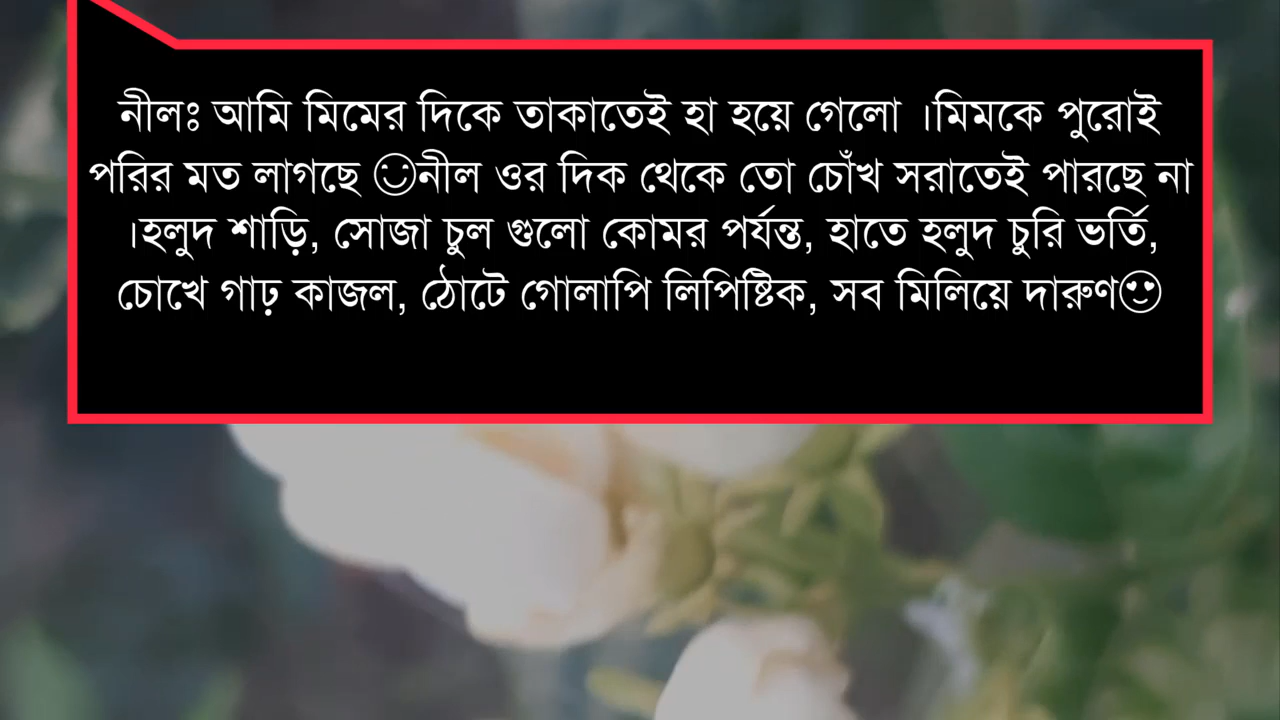 নীলঃ আমি মিমের দিকে তাকাতেই হা হয়ে গেলো ।মিমকে পুরোই
পরির মত লাগছে 🙂নীল ওর দিক থেকে তো চোঁখ সরাতেই পারছে না
।হলুদ শাড়ি, সোজা চুল গুলো কোমর পর্যন্ত, হাতে হলুদ চুরি ভর্তি,
চোখে গাঢ় কাজল, ঠোটে গোলাপি লিপিষ্টিক, সব মিলিয়ে দারুণ😍